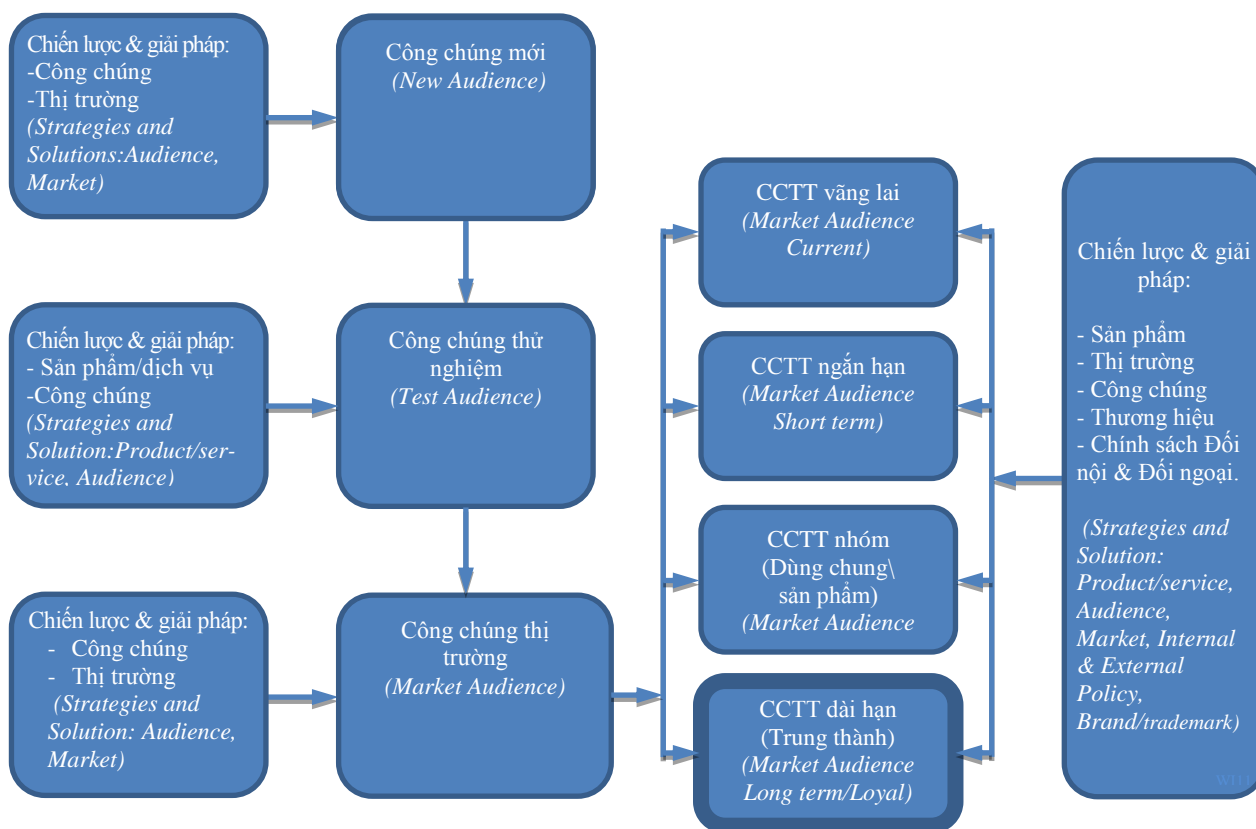 Chiến lược & giải pháp:
-Công chúng
-Thị trường
(Strategies and
Solutions:Audience,
Market)
Công chúng mới
(New Audience)
Chiến lược & giải pháp:
- Sản phẩm/dịch vụ
-Công chúng
(Strategies and
Solution:Product/ser-
vice, Audience)
Công chúng thử
nghiệm
(Test Audience)
Chiến lược & giải pháp:
- Công chúng
- Thị trường
(Strategies and
Solution: Audience,
Market)
Công chúng thị
trường
(Market Audience)
CCTT vãng lai
(Market Audience
Current)
CCTT ngắn hạn
(Market Audience
Short term)
CCTT nhóm
(Dùng chung\
sản phẩm)
(Market Audience
CCTT dài hạn
(Trung thành)
(Market Audience
Long term/Loyal)
Chiến lược & giải
pháp:
- Sản phẩm
- Thị trường
- Công chúng
- Thương hiệu
- Chính sách Đối
nội & Đối ngoại.
(Strategies and
Solution:
Product/service,
Audience,
Market, Internal
& External
Policy,
Brand/trademark)